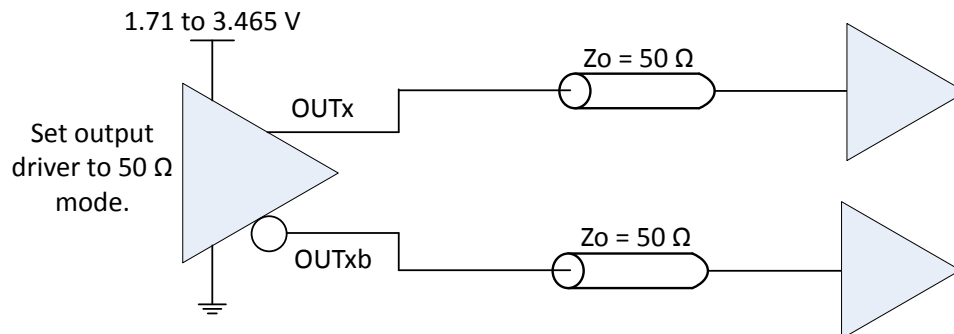 1.71 to 3.465 V
Zo = 50 Ω
OUTx
Set output
driver to 50 Ω
mode.
Zo = 50 Ω
OUTxb